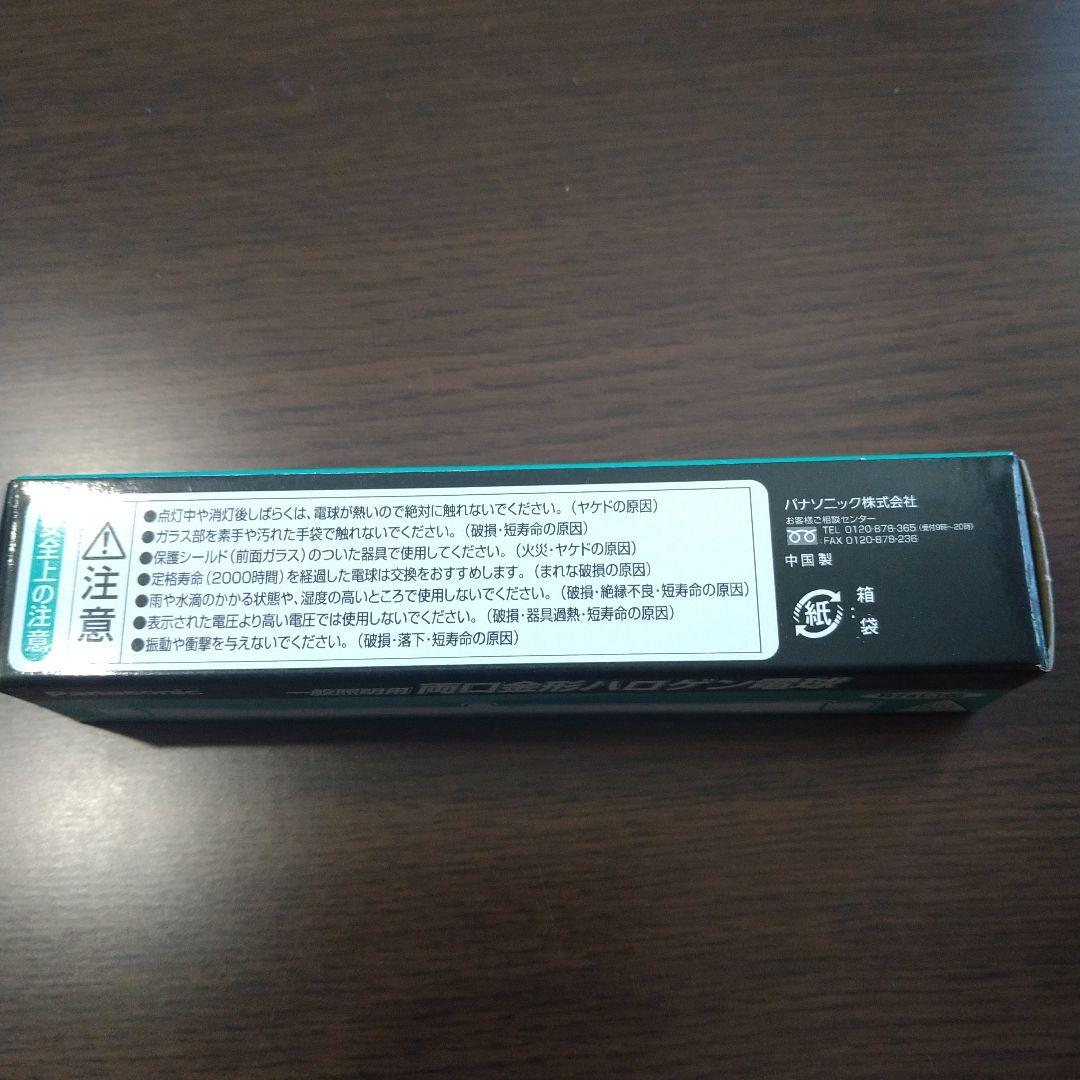 安全上の注意
注意
●点灯中や消灯後しばらくは、電球が熱いので絶対に触れないでください。(ヤケドの原因)
●ガラス部を素手や汚れた手袋で触れないでください。(破損・短寿命の原因)
●保護シールド(前面ガラス)のついた器具で使用してください。(火災・ヤケドの原因)
●定格寿命(2000時間)を経過した電球は交換をおすすめします。(まれな破損の原因)
●雨や水滴のかかる状態や、湿度の高いところで使用しないでください。(破損・絶縁不良・短寿命の原因)
●表示された電圧より高い電圧では使用しないでください。(破損・器具過熱・短寿命の原因)
●振動や衝撃を与えないでください。(破損・落下・短寿命の原因)
パナソニック株式会社
お客様ご相談センター
TEL 0120-878-365 (受付9時〜20時)
FAX 0120-878-236
中国製
紙
箱
:
袋
Panasonic
一般照明用 両口金形ハロゲン電球